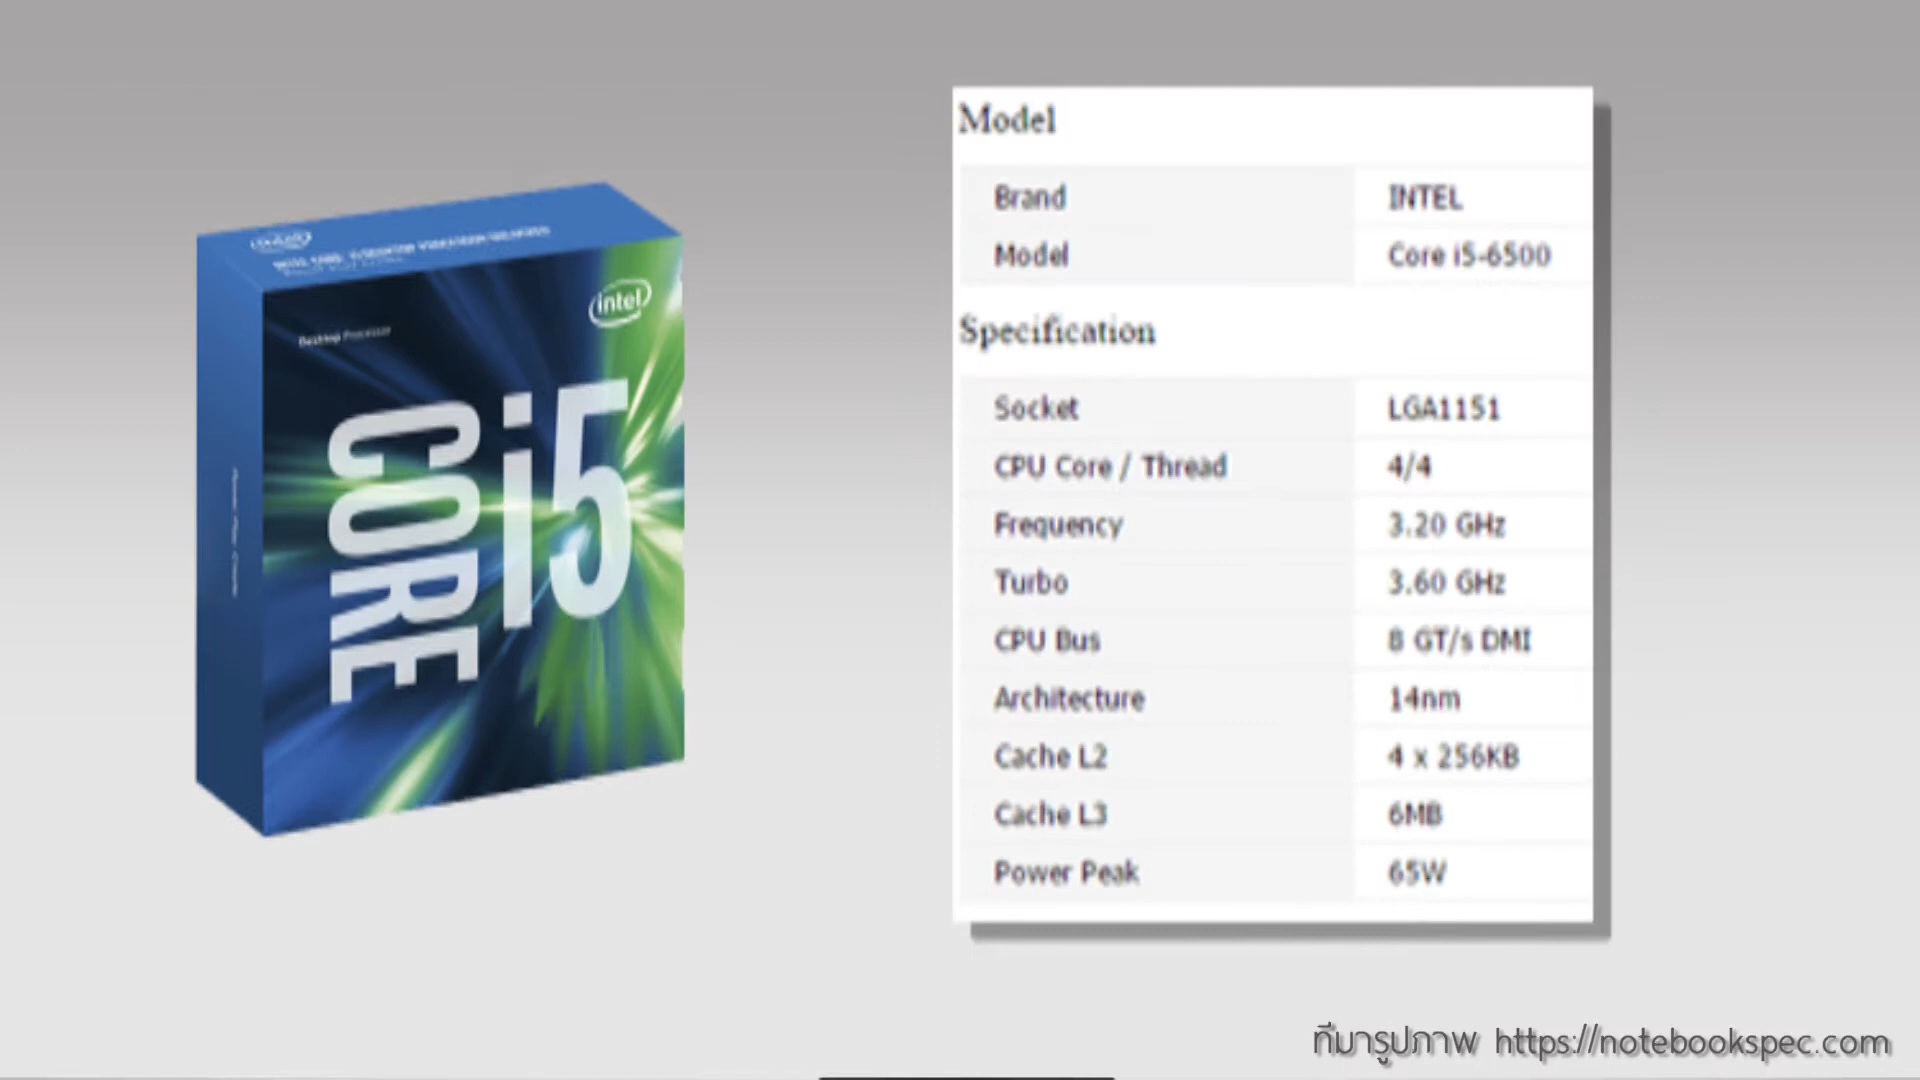 intel
Desktop Processor
CORE i5
Model
Brand INTEL
Model Core i5-6500
Specification
Socket LGA1151
CPU Core / Thread 4/4
Frequency 3.20 GHz
Turbo 3.60 GHz
CPU Bus 8 GT/s DMI
Architecture 14nm
Cache L2 4 x 256KB
Cache L3 6MB
Power Peak 65W
ที่มารูปภาพ https://notebookspec.com